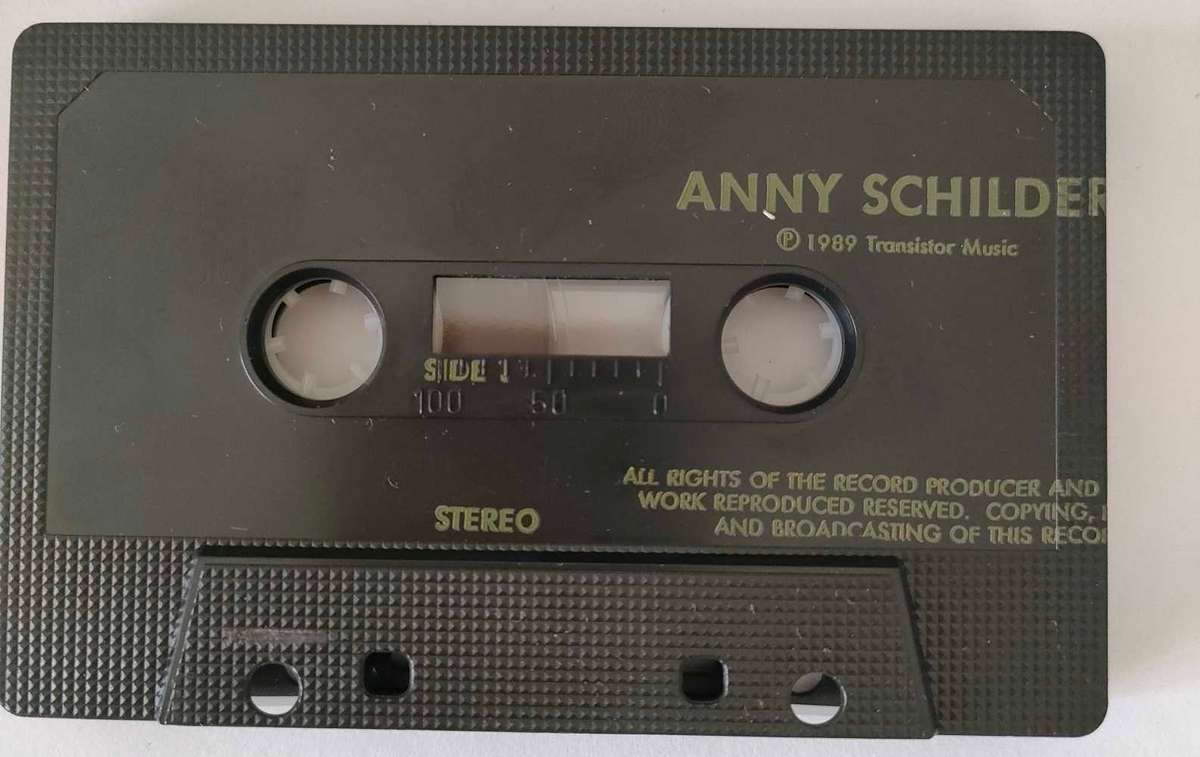 ANNY SCHILDER
℗ 1989 Transistor Music
SIDE 1
100 50 0
ALL RIGHTS OF THE RECORD PRODUCER AND
WORK REPRODUCED RESERVED. COPYING,
STEREO
AND BROADCASTING OF THIS RECO